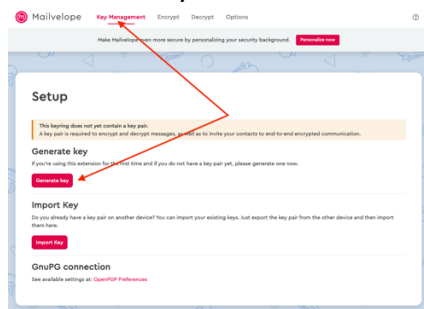 Mailvelope Key Management Encrypt Decrypt Options
Make Mailvelope even more secure by personalizing your security background. Personalize now
Setup
This keyring does not yet contain a key pair.
A key pair is required to encrypt and decrypt messages, as well as to invite your contacts to end-to-end encrypted communication.
Generate key
If you're using this extension for the first time and if you do not have a key pair yet, please generate one now.
Generate key
Import Key
Do you already have a key pair on another device? You can import your existing keys. Just export the key pair from the other device and then import
them here.
Import Key
GnuPG connection
See available settings at: OpenPGP Preferences